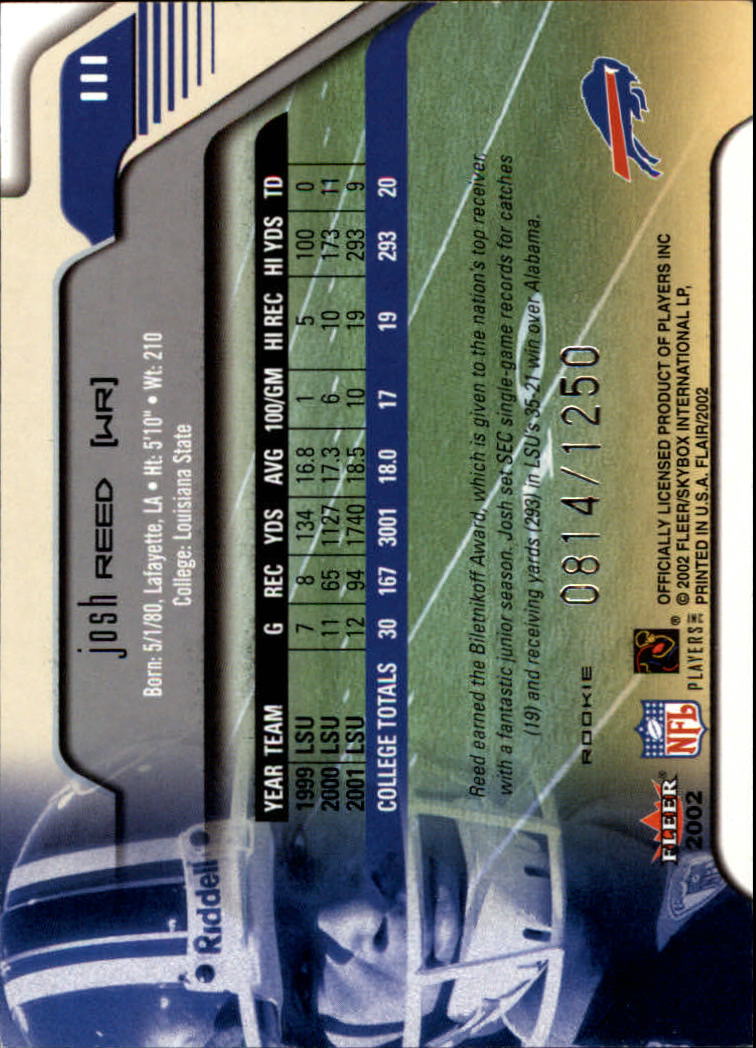 111
josh REED [WR]
Born: 5/1/80, Lafayette, LA • Ht: 5'10" • Wt: 210
College: Louisiana State
YEAR TEAM G REC YDS AVG 100/GM HI REC HI YDS TD
1999 LSU 7 8 134 16.8 1 5 100 0
2000 LSU 11 65 1127 17.3 6 10 173 11
2001 LSU 12 94 1740 18.5 10 19 293 9
COLLEGE TOTALS 30 167 3001 18.0 17 19 293 20
Reed earned the Biletnikoff Award, which is given to the nation's top receiver,
with a fantastic junior season. Josh set SEC single-game records for catches
(19) and receiving yards (293) in LSU's 35-21 win over Alabama.
ROOKIE 0814/1250
Riddell
FLEER®
2002
NFL
PLAYERS INC
®
OFFICIALLY LICENSED PRODUCT OF PLAYERS INC
© 2002 FLEER/SKYBOX INTERNATIONAL LP,
PRINTED IN U.S.A. FLAIR/2002